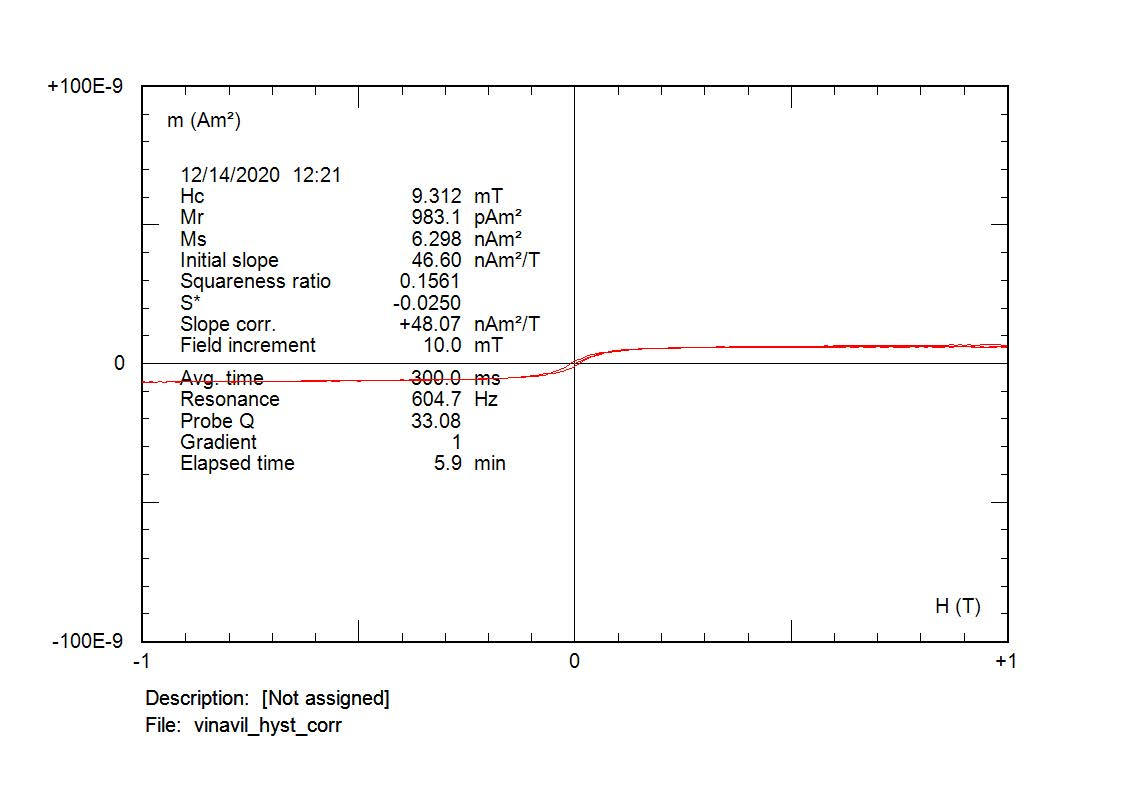 +100E-9
m (Am²)
12/14/2020 12:21
Hc 9.312 mT
Mr 983.1 pAm²
Ms 6.298 nAm²
Initial slope 46.60 nAm²/T
Squareness ratio 0.1561
S* -0.0250
Slope corr. +48.07 nAm²/T
Field increment 10.0 mT
0
Avg. time 300.0 ms
Resonance 604.7 Hz
Probe Q 33.08
Gradient 1
Elapsed time 5.9 min
H (T)
-100E-9
-1 0 +1
Description: [Not assigned]
File: vinavil_hyst_corr